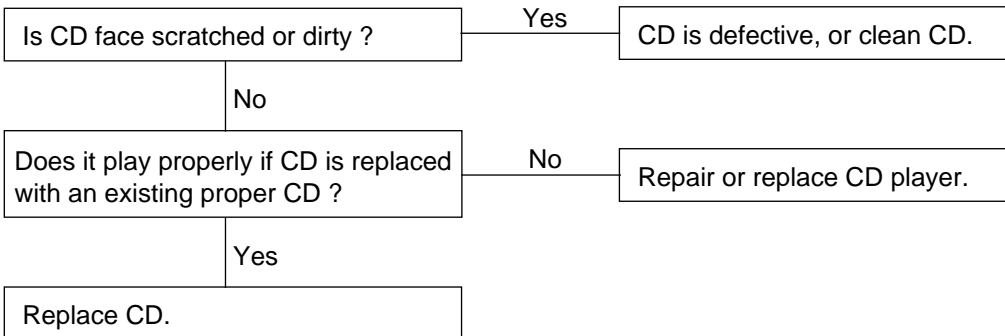 Is CD face scratched or dirty ?
Yes
CD is defective, or clean CD.
No
Does it play properly if CD is replaced
with an existing proper CD ?
No
Repair or replace CD player.
Yes
Replace CD.